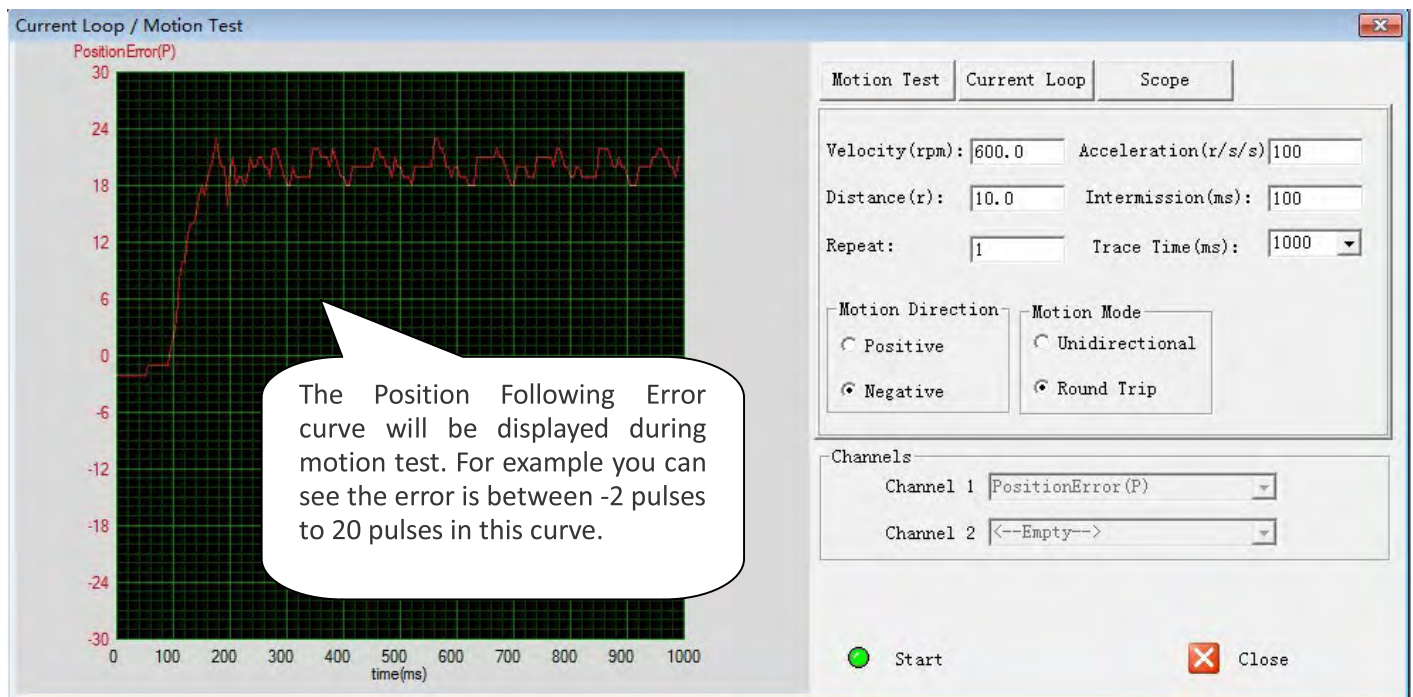 Current Loop / Motion Test
PositionError(P)
30
24
18
12
6
0
-6
-12
-18
-24
-30
0 100 200 300 400 500 600 700 800 900 1000
time(ms)
The Position Following Error
curve will be displayed during
motion test. For example you can
see the error is between -2 pulses
to 20 pulses in this curve.
Motion Test Current Loop Scope
Velocity(rpm): 600.0 Acceleration(r/s/s) 100
Distance(r): 10.0 Intermission(ms): 100
Repeat: 1 Trace Time(ms): 1000
Motion Direction Motion Mode
Positive Unidirectional
Negative Round Trip
Channels
Channel 1 PositionError(P)
Channel 2 <--Empty-->
Start Close